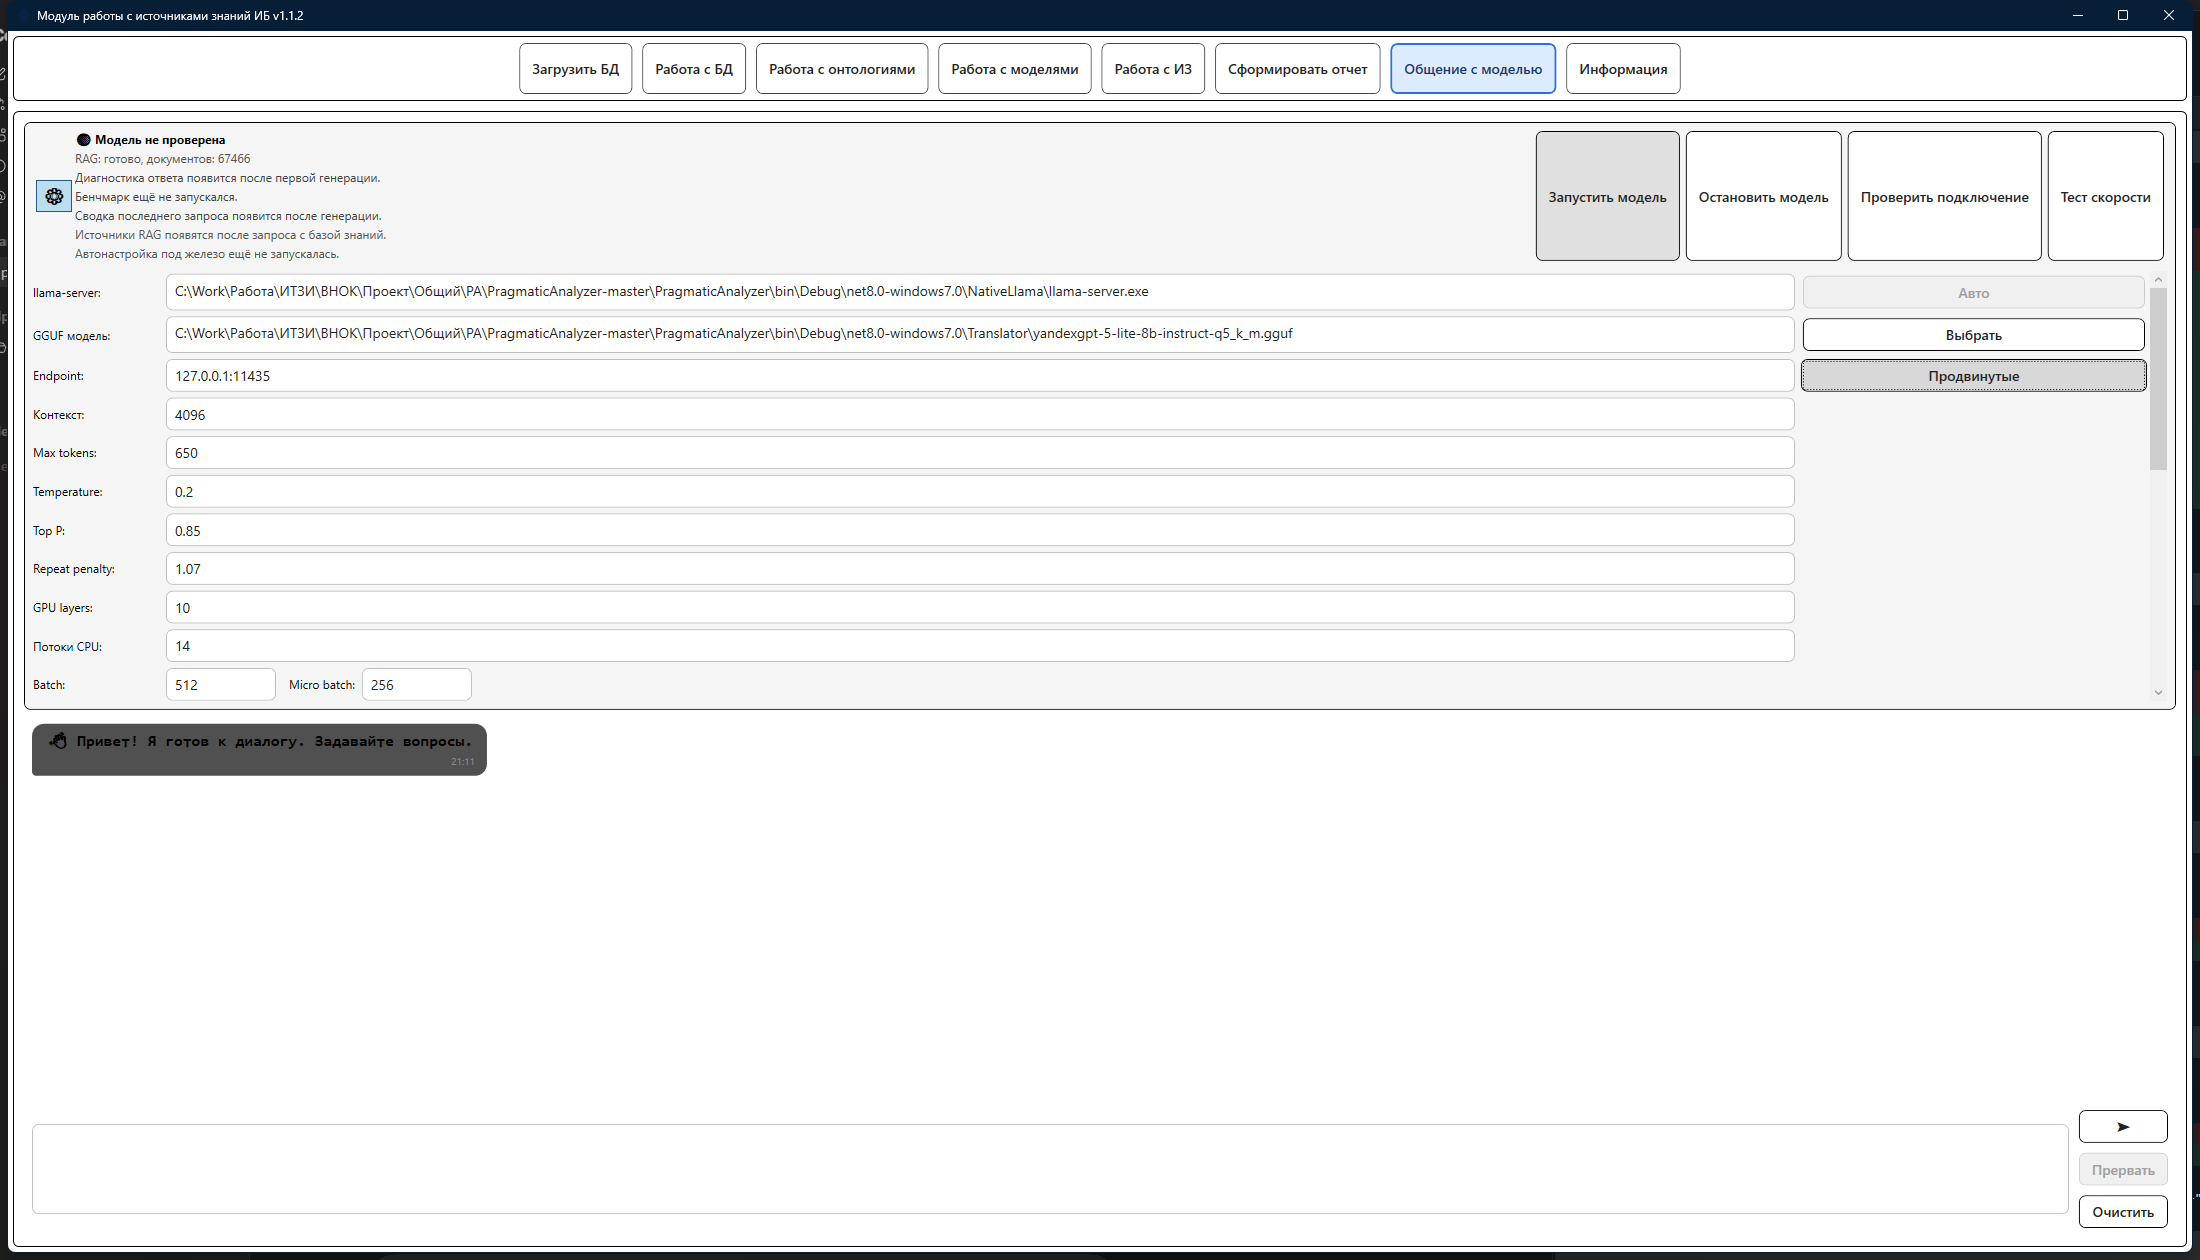 Модуль работы с источниками знаний ИБ v1.1.2
Загрузить БД
Работа с БД
Работа с онтологиями
Работа с моделями
Работа с ИЗ
Сформировать отчет
Общение с моделью
Информация
Модель не проверена
RAG: готово, документов: 67466
Диагностика ответа появится после первой генерации.
Бенчмарк ещё не запускался.
Сводка последнего запроса появится после генерации.
Источники RAG появятся после запроса с базой знаний.
Автонастройка под железо ещё не запускалась.
Запустить модель
Остановить модель
Проверить подключение
Тест скорости
llama-server:
C:\Work\Работа\ИТЗИ\ВНОК\Проект\Общий\PA\PragmaticAnalyzer-master\PragmaticAnalyzer\bin\Debug\net8.0-windows7.0\NativeLlama\llama-server.exe
Авто
GGUF модель:
C:\Work\Работа\ИТЗИ\ВНОК\Проект\Общий\PA\PragmaticAnalyzer-master\PragmaticAnalyzer\bin\Debug\net8.0-windows7.0\Translator\yandexgpt-5-lite-8b-instruct-q5_k_m.gguf
Выбрать
Endpoint:
127.0.0.1:11435
Продвинутые
Контекст:
4096
Max tokens:
650
Temperature:
0.2
Top P:
0.85
Repeat penalty:
1.07
GPU layers:
10
Потоки CPU:
14
Batch:
512
Micro batch:
256
Привет! Я готов к диалогу. Задавайте вопросы.
21:11
Прервать
Очистить